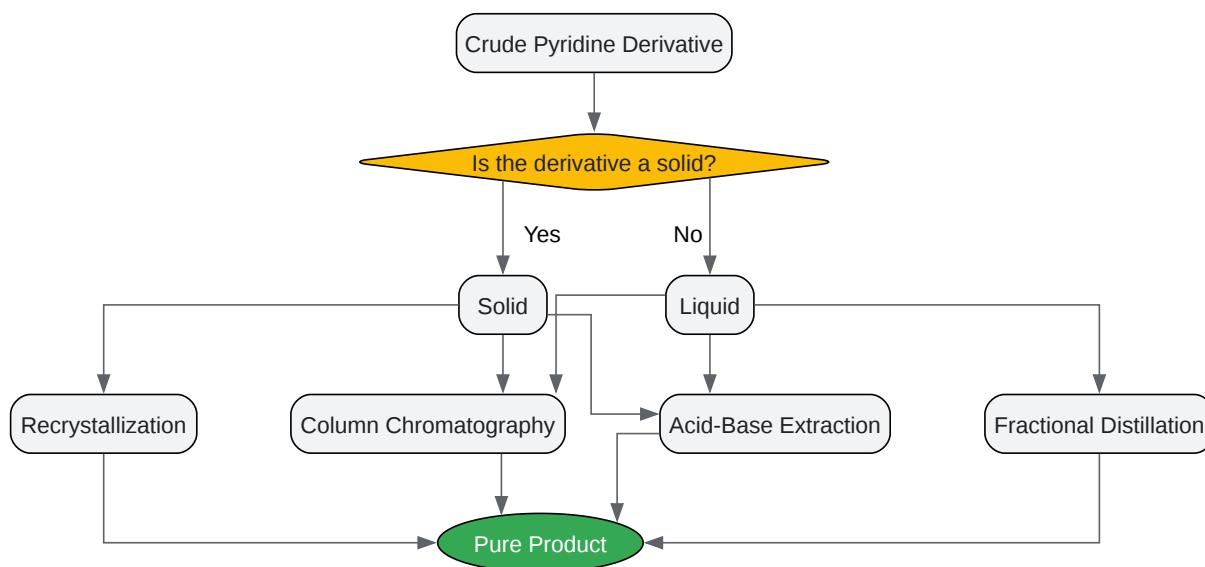 Crude Pyridine Derivative
Is the derivative a solid?
Yes
No
Solid
Liquid
Recrystallization
Column Chromatography
Acid-Base Extraction
Fractional Distillation
Pure Product